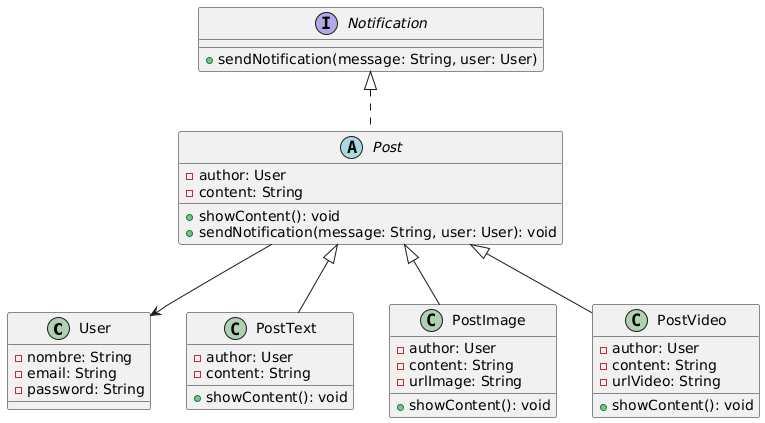 I Notification
sendNotification(message: String, user: User)
A Post
author: User
content: String
showContent(): void
sendNotification(message: String, user: User): void
C User
nombre: String
email: String
password: String
C PostText
author: User
content: String
showContent(): void
C PostImage
author: User
content: String
urlImage: String
showContent(): void
C PostVideo
author: User
content: String
urlVideo: String
showContent(): void